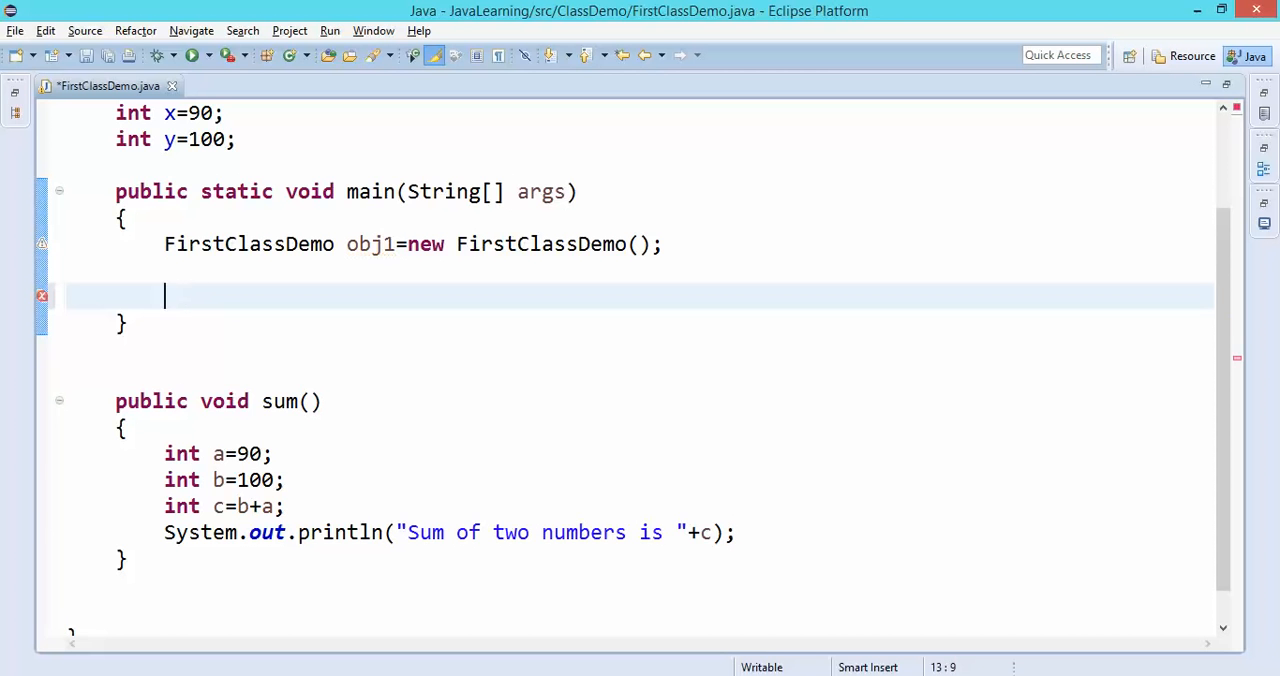 Java - JavaLearning/src/ClassDemo/FirstClassDemo.java - Eclipse Platform
File Edit Source Refactor Navigate Search Project Run Window Help
Quick Access
Resource
Java
*FirstClassDemo.java
int x=90;
int y=100;
public static void main(String[] args)
{
FirstClassDemo obj1=new FirstClassDemo();
}
public void sum()
{
int a=90;
int b=100;
int c=b+a;
System.out.println("Sum of two numbers is "+c);
}
}
Writable
Smart Insert
13 : 9